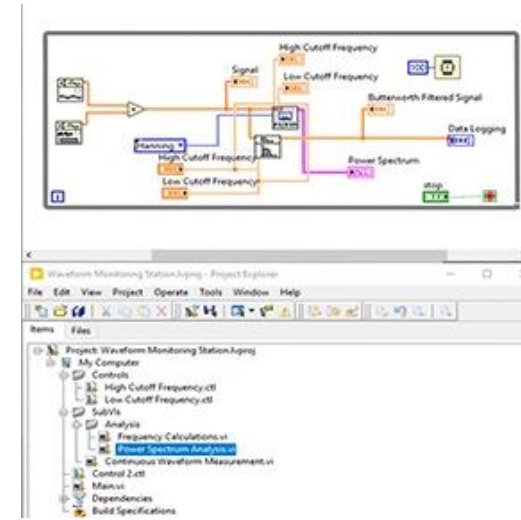 High Cutoff Frequency
Signal
Low Cutoff Frequency
Butterworth Filtered Signal
Hanning
Data Logging
High Cutoff Frequency
Power Spectrum
Low Cutoff Frequency
stop
i
Waveform Monitoring Station.lvproj - Project Explorer
File Edit View Project Operate Tools Window Help
Items Files
Project: Waveform Monitoring Station.lvproj
My Computer
Controls
High Cutoff Frequency.ctl
Low Cutoff Frequency.ctl
SubVIs
Analysis
Frequency Calculations.vi
Power Spectrum Analysis.vi
Continuous Waveform Measurement.vi
Control 2.ctl
Main.vi
Dependencies
Build Specifications